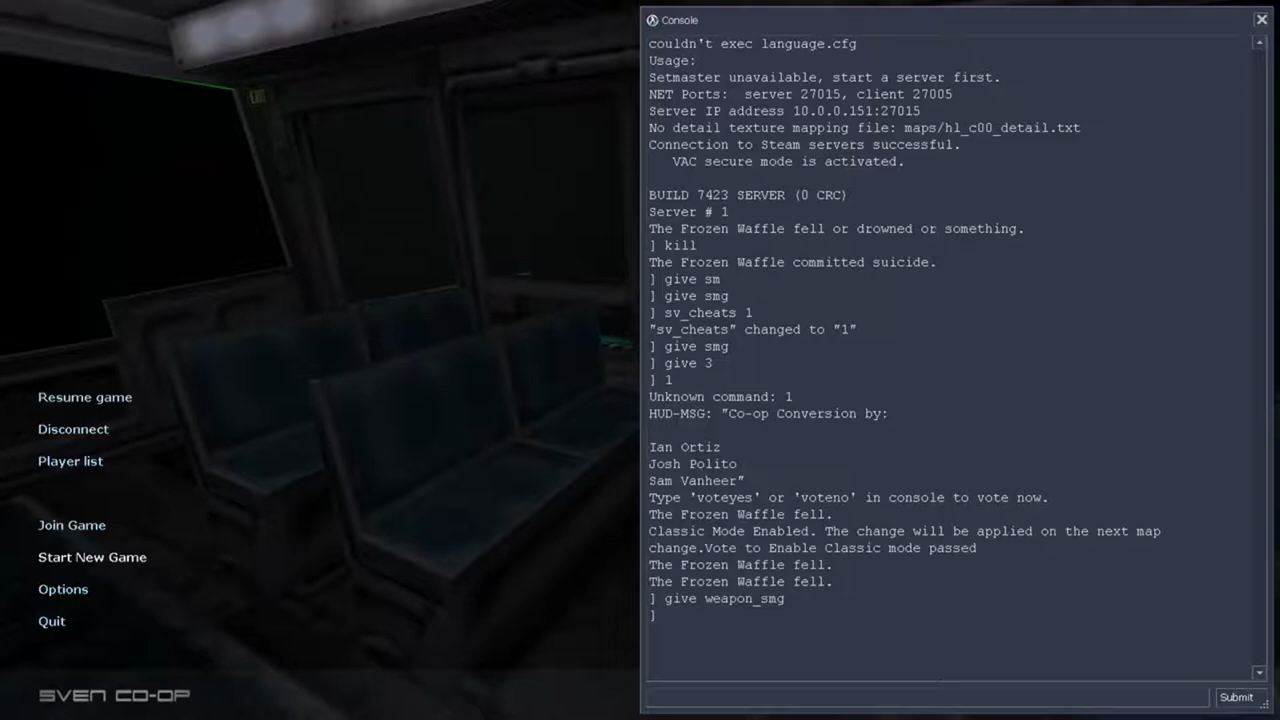 Console
couldn't exec language.cfg
Usage:
Setmaster unavailable, start a server first.
NET Ports:  server 27015, client 27005
Server IP address 10.0.0.151:27015
No detail texture mapping file: maps/hl_c00_detail.txt
Connection to Steam servers successful.
   VAC secure mode is activated.
BUILD 7423 SERVER (0 CRC)
Server # 1
The Frozen Waffle fell or drowned or something.
] kill
The Frozen Waffle committed suicide.
] give sm
] give smg
] sv_cheats 1
"sv_cheats" changed to "1"
] give smg
] give 3
] 1
Unknown command: 1
HUD-MSG: "Co-op Conversion by:
Ian Ortiz
Josh Polito
Sam Vanheer"
Type 'voteyes' or 'voteno' in console to vote now.
The Frozen Waffle fell.
Classic Mode Enabled. The change will be applied on the next map
change.Vote to Enable Classic mode passed
The Frozen Waffle fell.
The Frozen Waffle fell.
] give weapon_smg
]
Submit
EXIT
Resume game
Disconnect
Player list
Join Game
Start New Game
Options
Quit
SVEN CO-OP